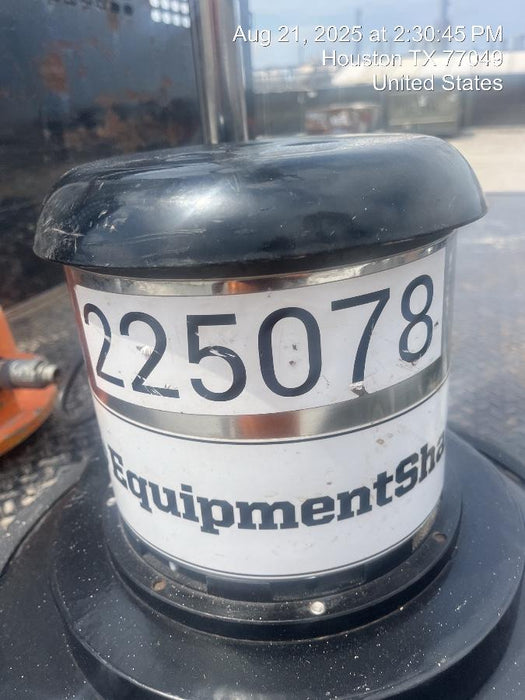 Aug 21, 2025 at 2:30:45 PM
Houston TX 77049
United States
225078
EquipmentSha